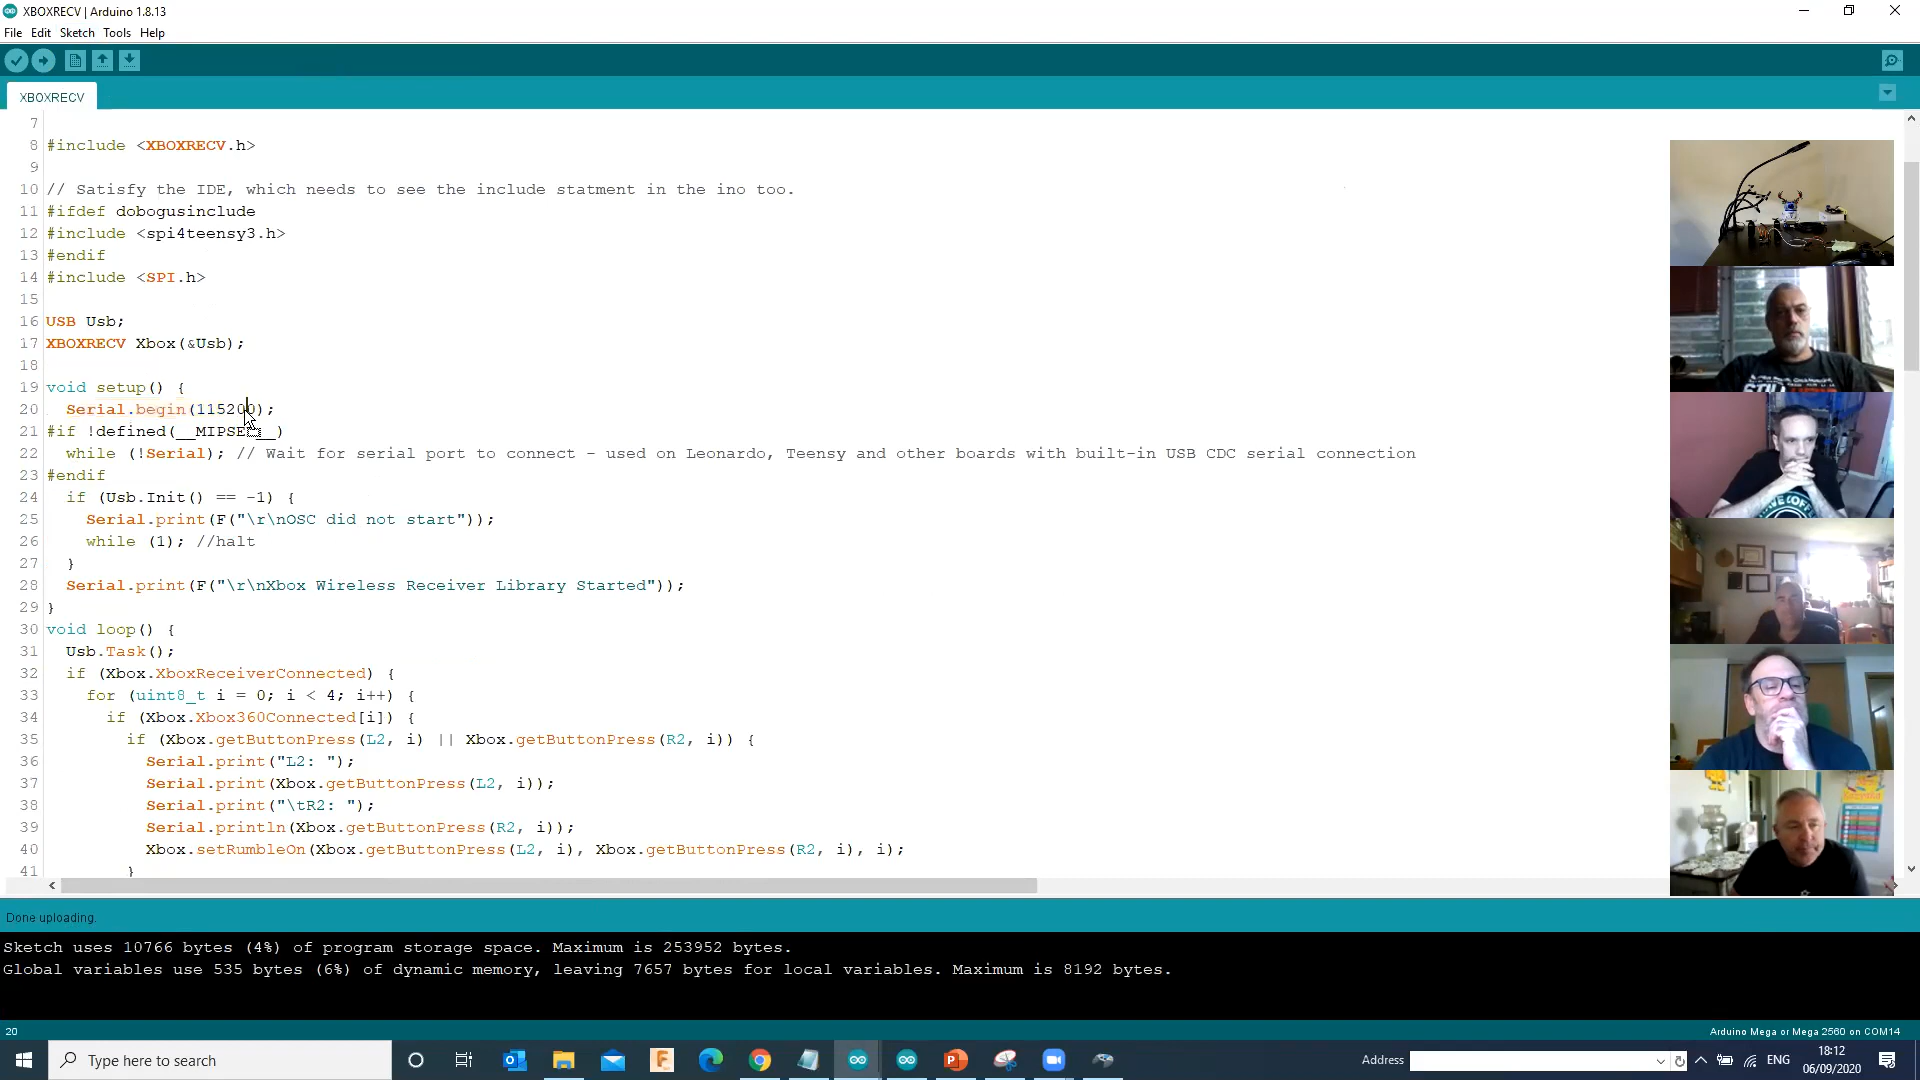 XBOXRECV | Arduino 1.8.13
File Edit Sketch Tools Help
XBOXRECV
7
8 #include <XBOXRECV.h>
9
10 // Satisfy the IDE, which needs to see the include statment in the ino too.
11 #ifdef dobogusinclude
12 #include <spi4teensy3.h>
13 #endif
14 #include <SPI.h>
15
16 USB Usb;
17 XBOXRECV Xbox(&Usb);
18
19 void setup() {
20 Serial.begin(115200);
21 #if !defined(__MIPSEL__)
22 while (!Serial); // Wait for serial port to connect - used on Leonardo, Teensy and other boards with built-in USB CDC serial connection
23 #endif
24 if (Usb.Init() == -1) {
25 Serial.print(F("\r\nOSC did not start"));
26 while (1); //halt
27 }
28 Serial.print(F("\r\nXbox Wireless Receiver Library Started"));
29 }
30 void loop() {
31 Usb.Task();
32 if (Xbox.XboxReceiverConnected) {
33 for (uint8_t i = 0; i < 4; i++) {
34 if (Xbox.Xbox360Connected[i]) {
35 if (Xbox.getButtonPress(L2, i) || Xbox.getButtonPress(R2, i)) {
36 Serial.print("L2: ");
37 Serial.print(Xbox.getButtonPress(L2, i));
38 Serial.print("\tR2: ");
39 Serial.println(Xbox.getButtonPress(R2, i));
40 Xbox.setRumbleOn(Xbox.getButtonPress(L2, i), Xbox.getButtonPress(R2, i), i);
41 }
Done uploading.
Sketch uses 10766 bytes (4%) of program storage space. Maximum is 253952 bytes.
Global variables use 535 bytes (6%) of dynamic memory, leaving 7657 bytes for local variables. Maximum is 8192 bytes.
20
Arduino Mega or Mega 2560 on COM14
Type here to search
Address
ENG
18:12
06/09/2020